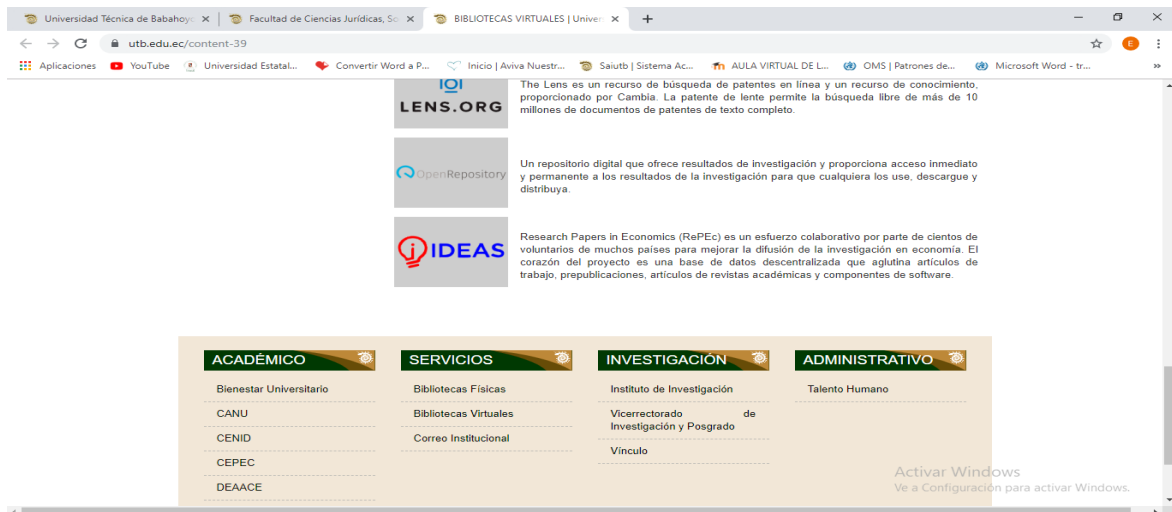 Universidad Técnica de Babahoyo
Facultad de Ciencias Jurídicas, So
BIBLIOTECAS VIRTUALES | Univer
utb.edu.ec/content-39
E
Aplicaciones
YouTube
Universidad Estatal...
Convertir Word a P...
Inicio | Aviva Nuestr...
Saiutb | Sistema Ac...
AULA VIRTUAL DE L...
OMS | Patrones de...
Microsoft Word - tr...
LENS.ORG
The Lens es un recurso de búsqueda de patentes en línea y un recurso de conocimiento,
proporcionado por Cambia. La patente de lente permite la búsqueda libre de más de 10
millones de documentos de patentes de texto completo.
OpenRepository
Un repositorio digital que ofrece resultados de investigación y proporciona acceso inmediato
y permanente a los resultados de la investigación para que cualquiera los use, descargue y
distribuya.
IDEAS
Research Papers in Economics (RePEc) es un esfuerzo colaborativo por parte de cientos de
voluntarios de muchos países para mejorar la difusión de la investigación en economía. El
corazón del proyecto es una base de datos descentralizada que aglutina artículos de
trabajo, prepublicaciones, artículos de revistas académicas y componentes de software.
ACADÉMICO
Bienestar Universitario
CANU
CENID
CEPEC
DEAACE
SERVICIOS
Bibliotecas Físicas
Bibliotecas Virtuales
Correo Institucional
INVESTIGACIÓN
Instituto de Investigación
Vicerrectorado de
Investigación y Posgrado
Vínculo
ADMINISTRATIVO
Talento Humano
Activar Windows
Ve a Configuración para activar Windows.